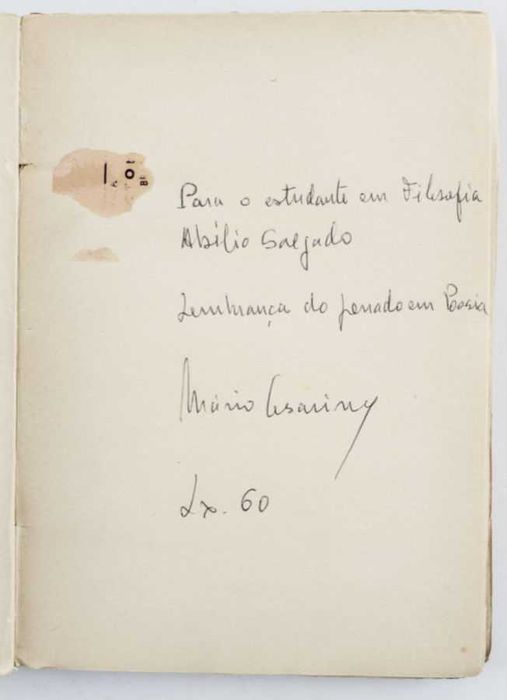 Para o estudante em Filosofia
Abílio Salgado
Lembrança do penado em Poesia
Mário Cesariny
Lx. 60